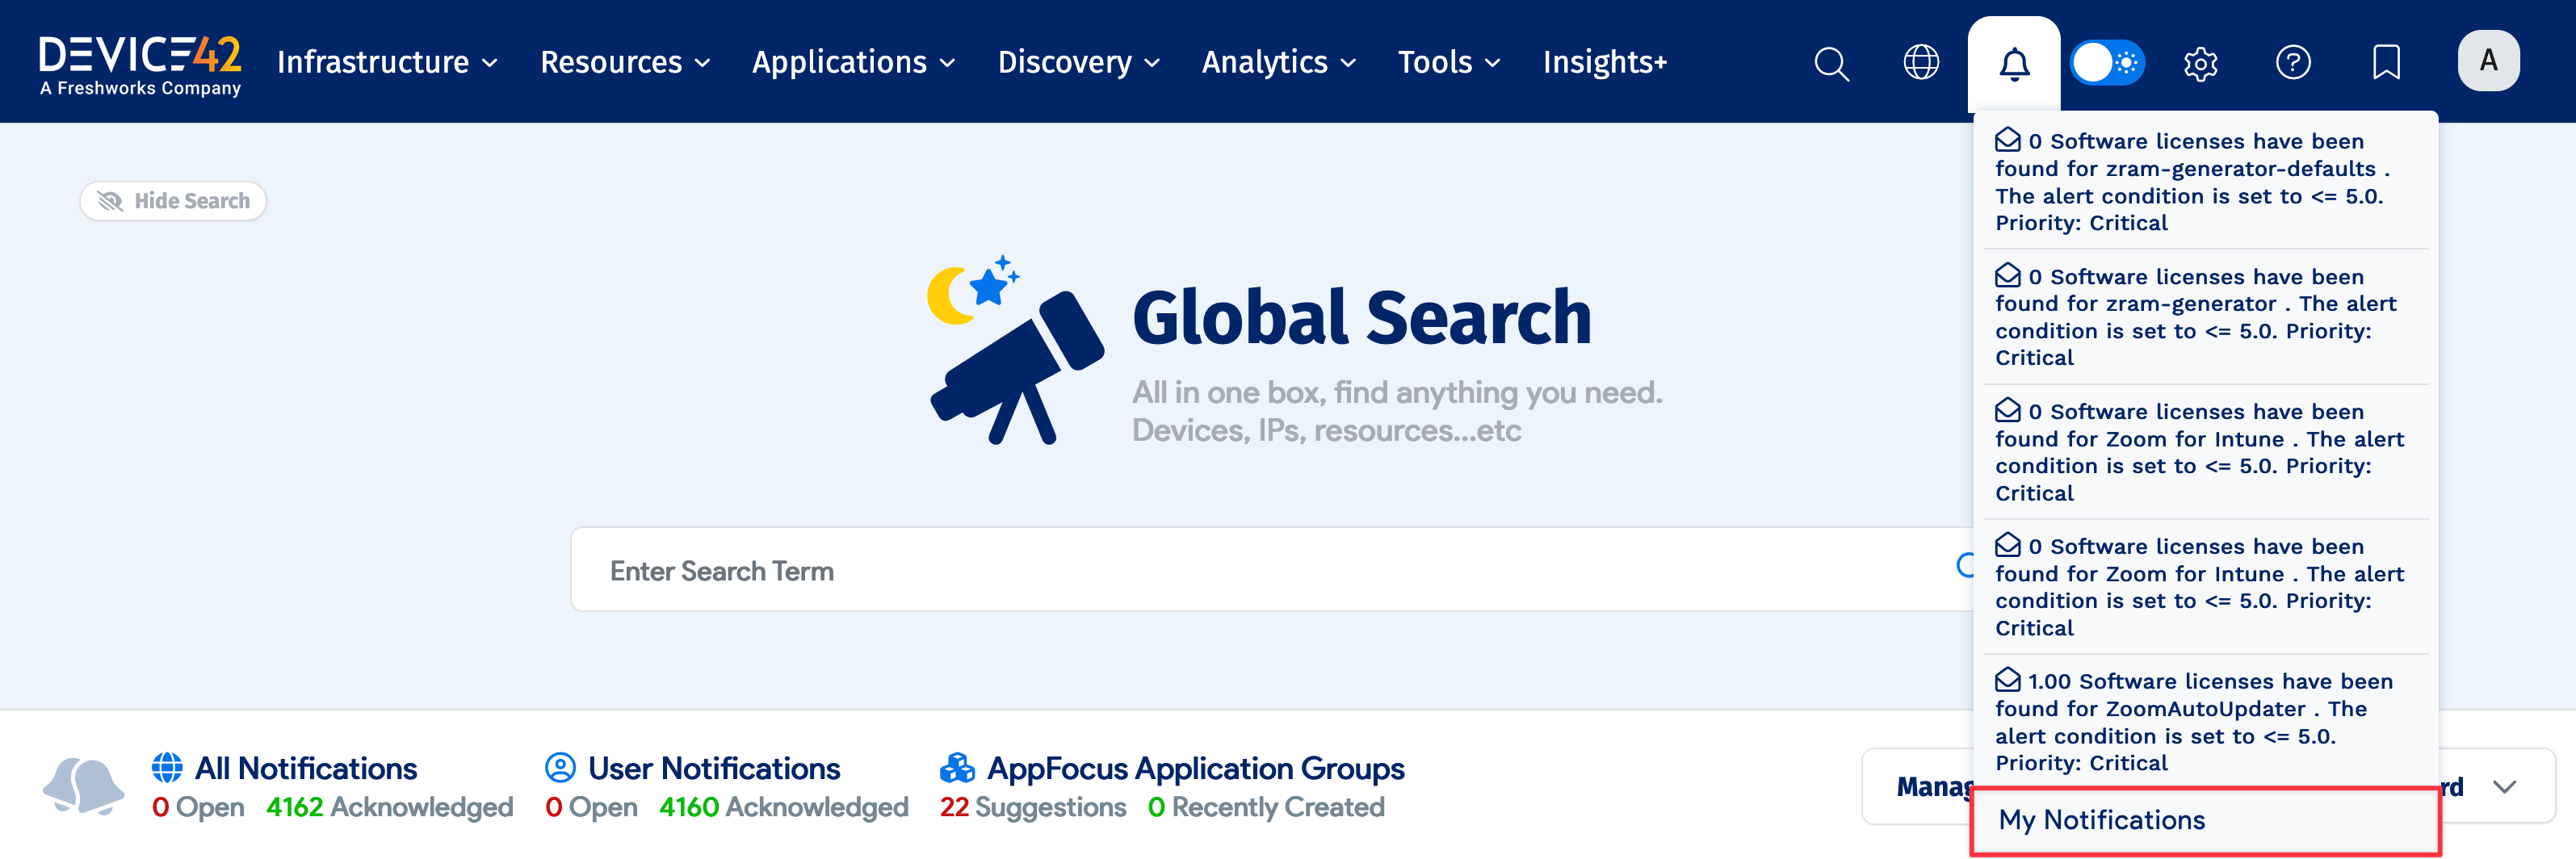 DEVICE42
A Freshworks Company
Infrastructure
Resources
Applications
Discovery
Analytics
Tools
Insights+
A
Hide Search
Global Search
All in one box, find anything you need.
Devices, IPs, resources...etc
Enter Search Term
0 Software licenses have been
found for zram-generator-defaults .
The alert condition is set to <= 5.0.
Priority: Critical
0 Software licenses have been
found for zram-generator . The alert
condition is set to <= 5.0. Priority:
Critical
0 Software licenses have been
found for Zoom for Intune . The alert
condition is set to <= 5.0. Priority:
Critical
0 Software licenses have been
found for Zoom for Intune . The alert
condition is set to <= 5.0. Priority:
Critical
1.00 Software licenses have been
found for ZoomAutoUpdater . The
alert condition is set to <= 5.0.
Priority: Critical
My Notifications
All Notifications
0 Open 4162 Acknowledged
User Notifications
0 Open 4160 Acknowledged
AppFocus Application Groups
22 Suggestions 0 Recently Created